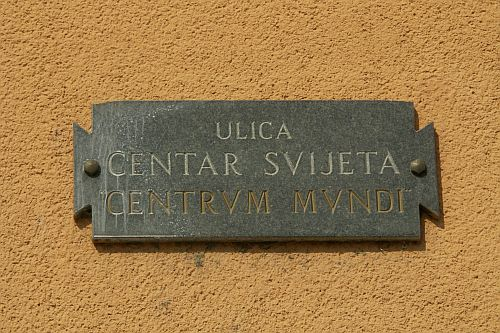 ULICA
CENTAR SVIJETA
"CENTRVM MVNDI"